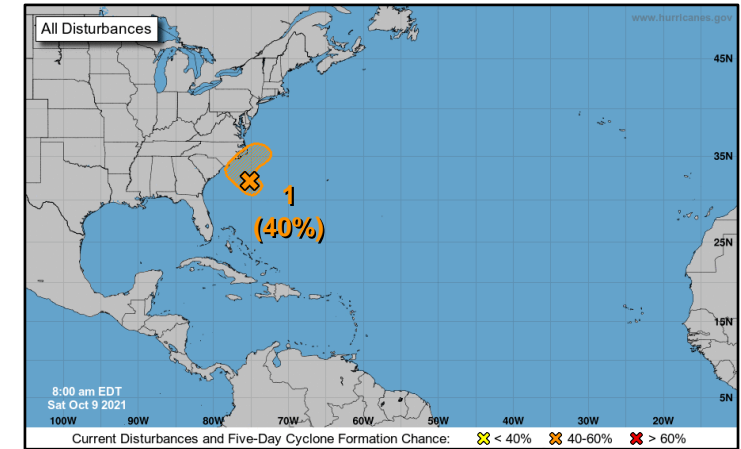 All Disturbances
www.hurricanes.gov
45N
35N
1
(40%)
25N
15N
8:00 am EDT
Sat Oct 9 2021
5N
100W 90W 80W 70W 60W 50W 40W 30W 20W
Current Disturbances and Five-Day Cyclone Formation Chance: < 40% 40-60% > 60%